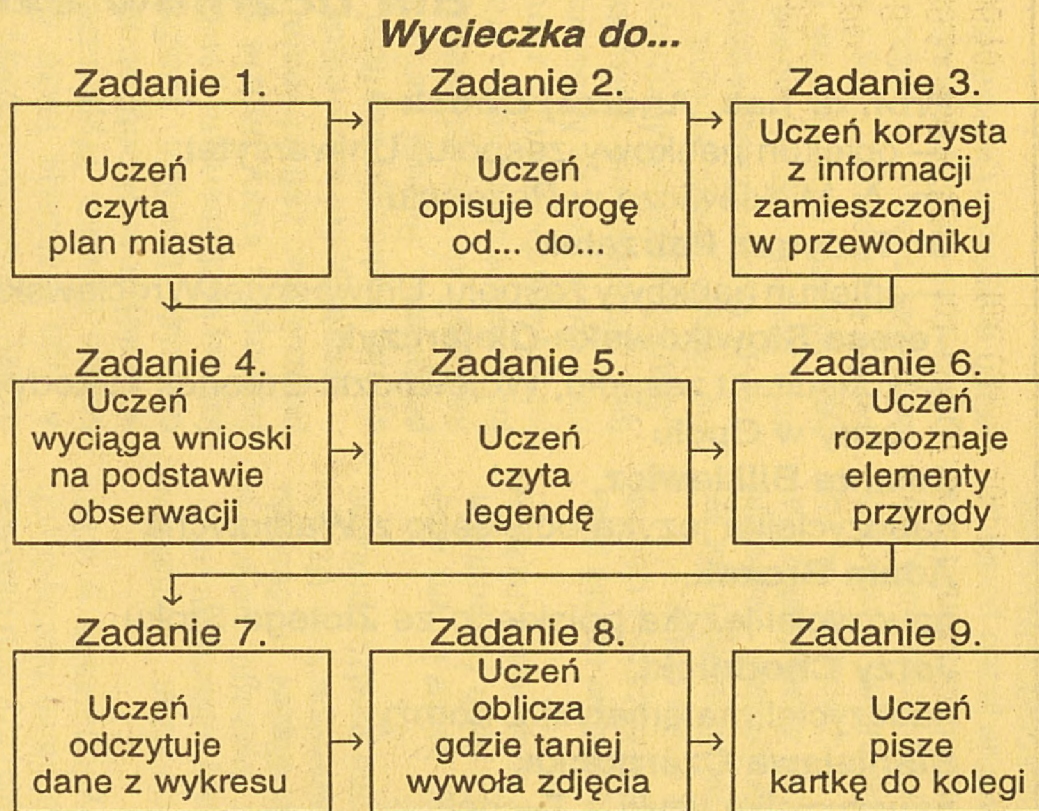 Wycieczka do...
Zadanie 1.
Uczeń
czyta
plan miasta
Zadanie 2.
Uczeń
opisuje drogę
od... do...
Zadanie 3.
Uczeń korzysta
z informacji
zamieszczonej
w przewodniku
Zadanie 4.
Uczeń
wyciąga wnioski
na podstawie
obserwacji
Zadanie 5.
Uczeń
czyta
legendę
Zadanie 6.
Uczeń
rozpoznaje
elementy
przyrody
Zadanie 7.
Uczeń
odczytuje
dane z wykresu
Zadanie 8.
Uczeń
oblicza
gdzie taniej
wywoła zdjęcia
Zadanie 9.
Uczeń
pisze
kartkę do kolegi